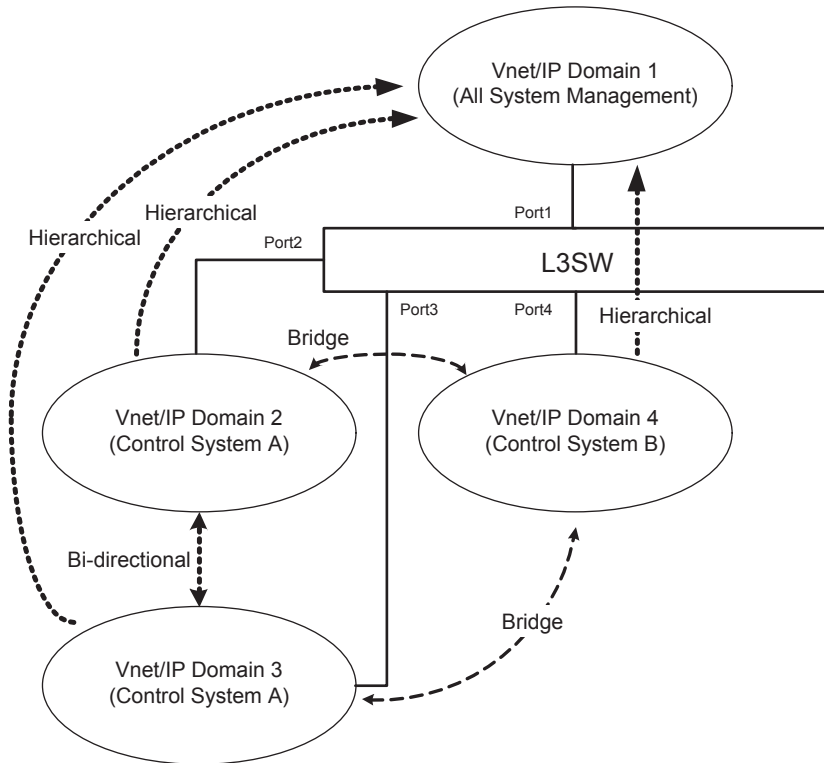 Vnet/IP Domain 1
(All System Management)
Hierarchical
Hierarchical
Port1
Port2
L3SW
Port3
Port4
Hierarchical
Bridge
Vnet/IP Domain 2
(Control System A)
Vnet/IP Domain 4
(Control System B)
Bi-directional
Bridge
Vnet/IP Domain 3
(Control System A)